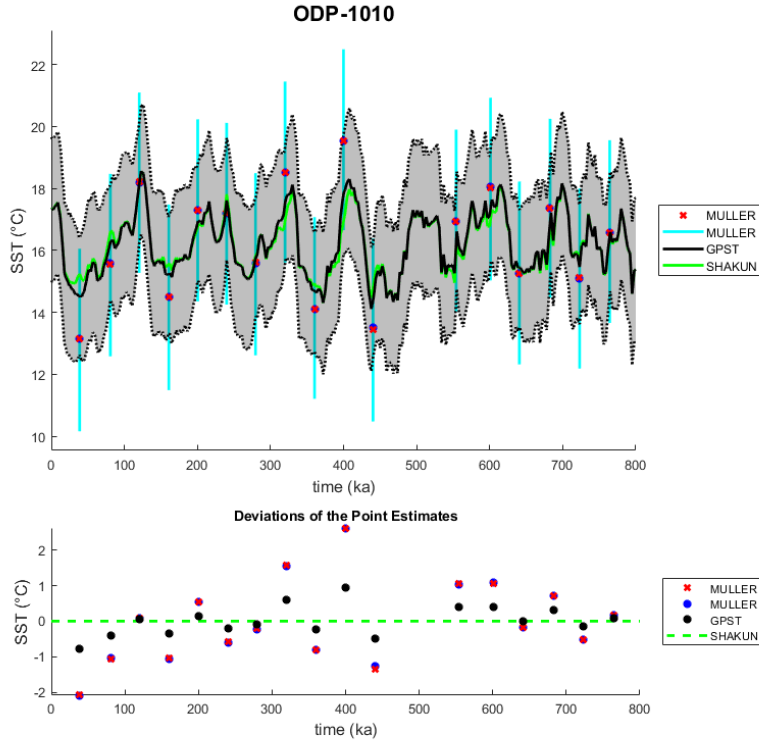 ODP-1010
SST (°C)
22
20
18
16
14
12
10
0 100 200 300 400 500 600 700 800
time (ka)
MULLER
MULLER
GPST
SHAKUN
Deviations of the Point Estimates
SST (°C)
2
1
0
-1
-2
0 100 200 300 400 500 600 700 800
time (ka)
MULLER
MULLER
GPST
SHAKUN